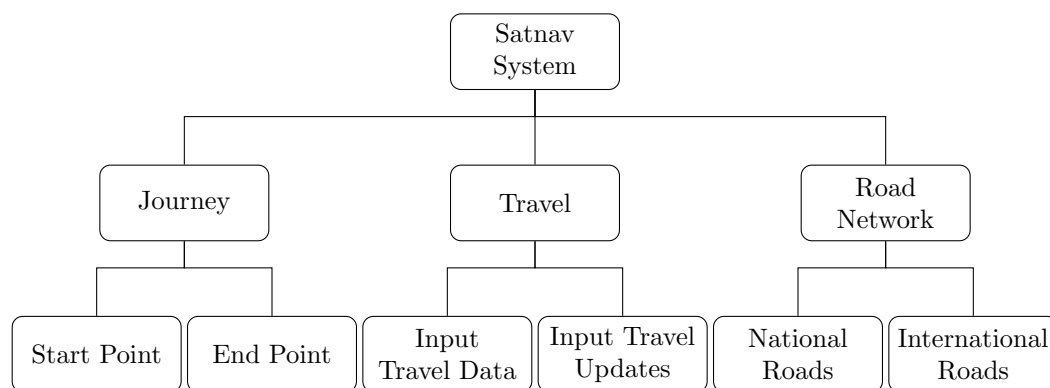 Satnav
System
Journey
Travel
Road
Network
Start Point
End Point
Input
Travel Data
Input Travel
Updates
National
Roads
International
Roads